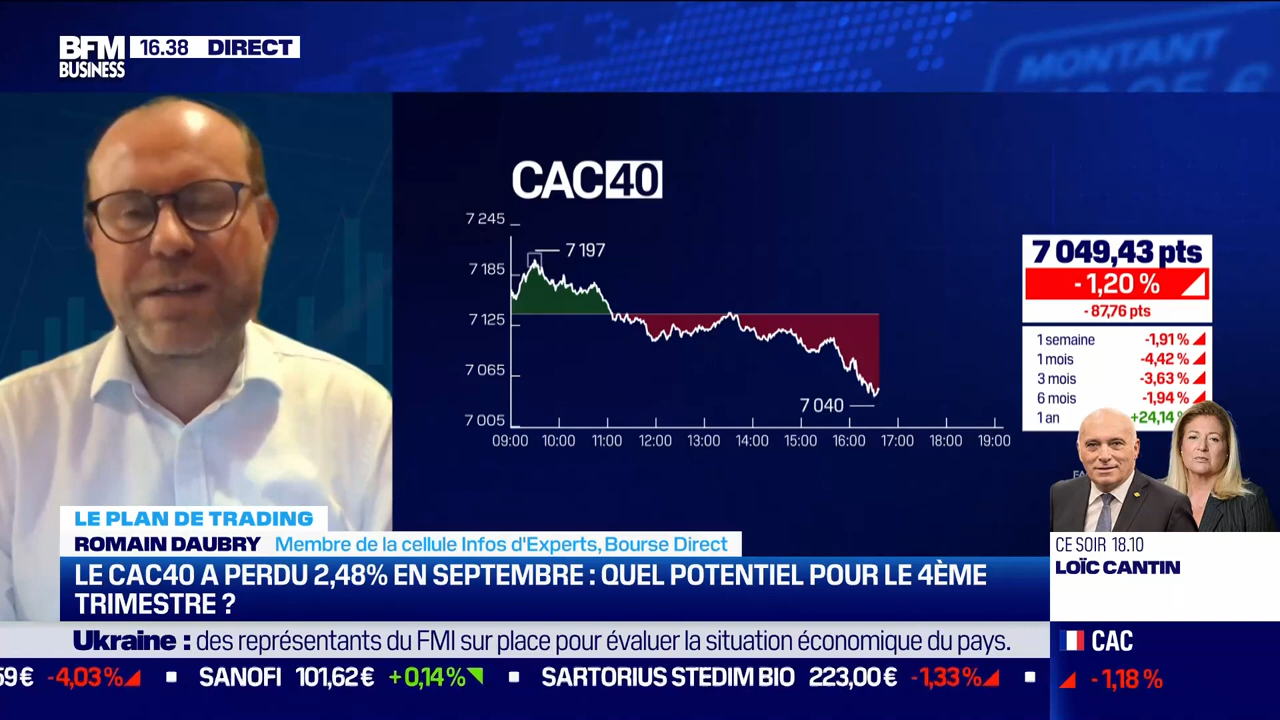 BFM
BUSINESS
16.38 DIRECT
MONTANT
CAC40
7 245
7 185
7 125
7 065
7 005
7 197
7 040
09:00 10:00 11:00 12:00 13:00 14:00 15:00 16:00 17:00 18:00 19:00
7 049,43 pts
- 1,20 %
- 87,76 pts
1 semaine -1,91 %
1 mois -4,42 %
3 mois -3,63 %
6 mois -1,94 %
1 an +24,14
LE PLAN DE TRADING
ROMAIN DAUBRY Membre de la cellule Infos d'Experts, Bourse Direct
LE CAC40 A PERDU 2,48% EN SEPTEMBRE : QUEL POTENTIEL POUR LE 4ÈME
TRIMESTRE ?
CE SOIR 18.10
LOÏC CANTIN
Ukraine : des représentants du FMI sur place pour évaluer la situation économique du pays.
59€ -4,03% SANOFI 101,62€ +0,14% SARTORIUS STEDIM BIO 223,00€ -1,33%
CAC
- 1,18 %